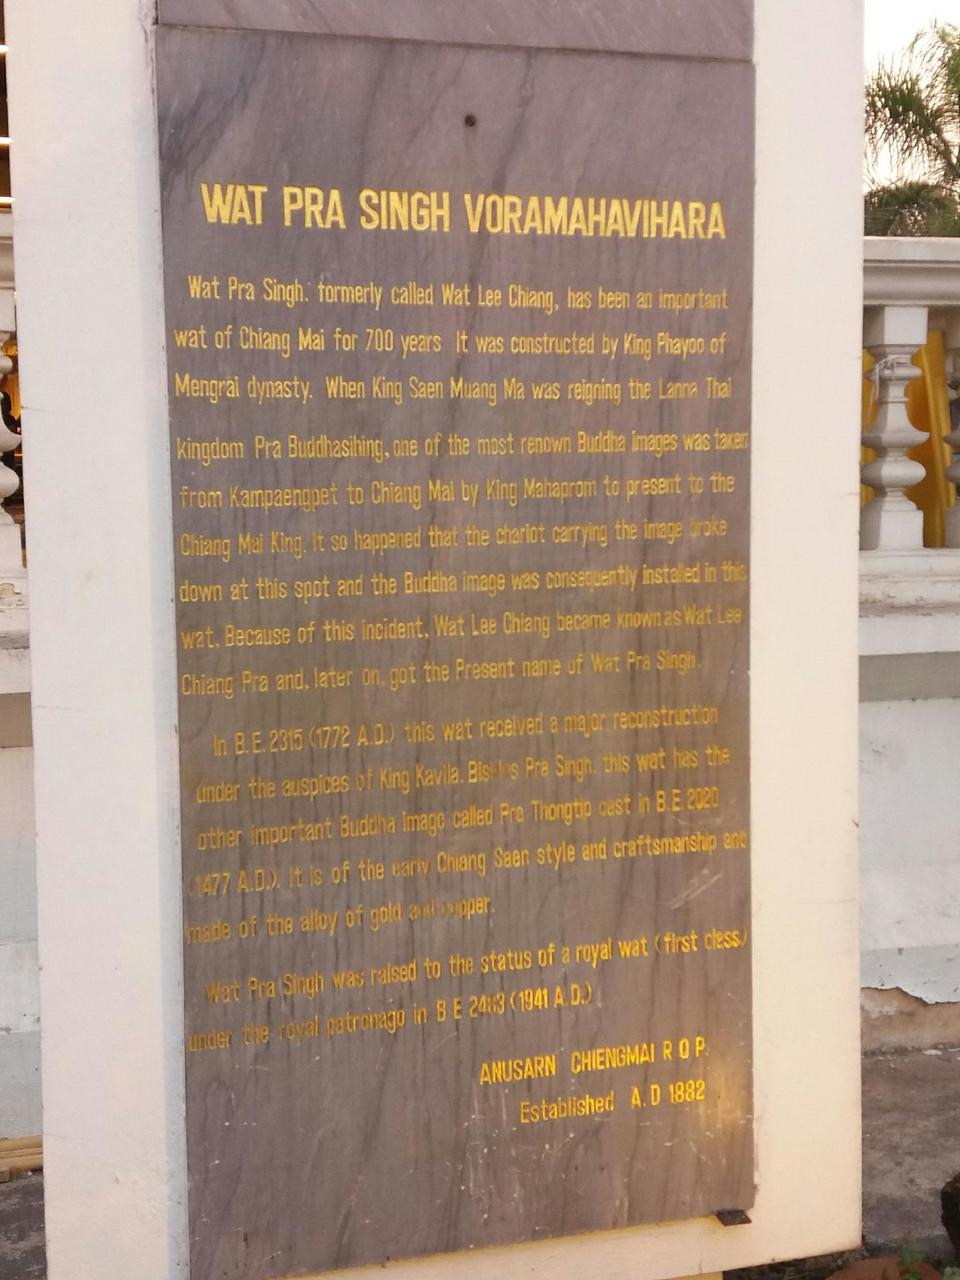 WAT PRA SINGH VORAMAHAVIHARA
Wat Pra Singh. formerly called Wat Lee Chiang, has been an important
wat of Chiang Mai for 700 years It was constructed by King Phayoo of
Mengrai dynasty. When King Saen Muang Ma was reigning the Lanna Thai
kingdom Pra Buddhasihing, one of the most renown Buddha images was taken
from Kampaengpet to Chiang Mai by King Mahaprom to present to the
Chiang Mai King. It so happened that the chariot carrying the image broke
down at this spot and the Buddha image was consequently installed in this
wat. Because of this incident, Wat Lee Chiang became known as Wat Lee
Chiang Pra and, later on, got the Present name of Wat Pra Singh.
In B.E. 2315 (1772 A.D.) this wat received a major reconstruction
under the auspices of King Kavila. Pra Singh. this wat has the
other important Buddha image called Pra Thongtip cast in B.E 2020
(1477 A.D.). It is of the early Chiang Saen style and craftsmanship and
made of the alloy of gold and copper.
Wat Pra Singh was raised to the status of a royal wat (first cless)
under the royal patronago in B E 2483 (1941 A.D.)
ANUSARN CHIENGMAI R O P.
Established A.D 1882